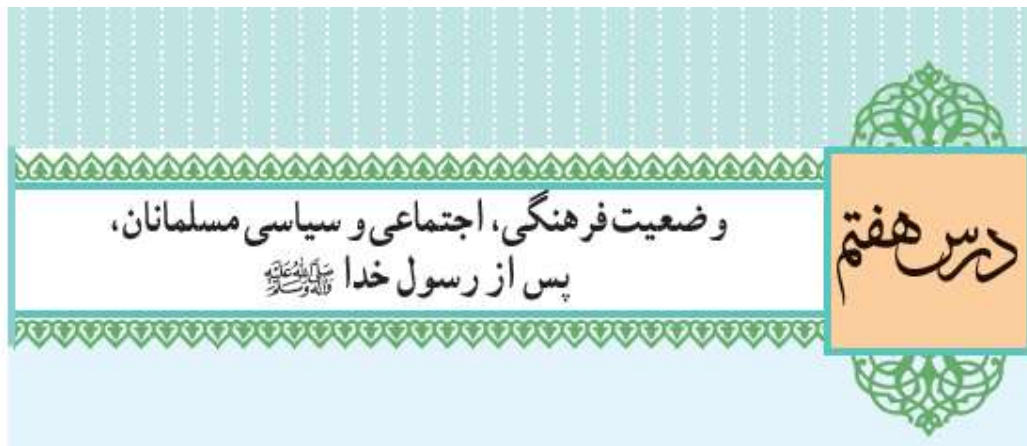 درس هفتم
وضعیت فرهنگی، اجتماعی و سیاسی مسلمانان،
پس از رسول خدا ﷺ